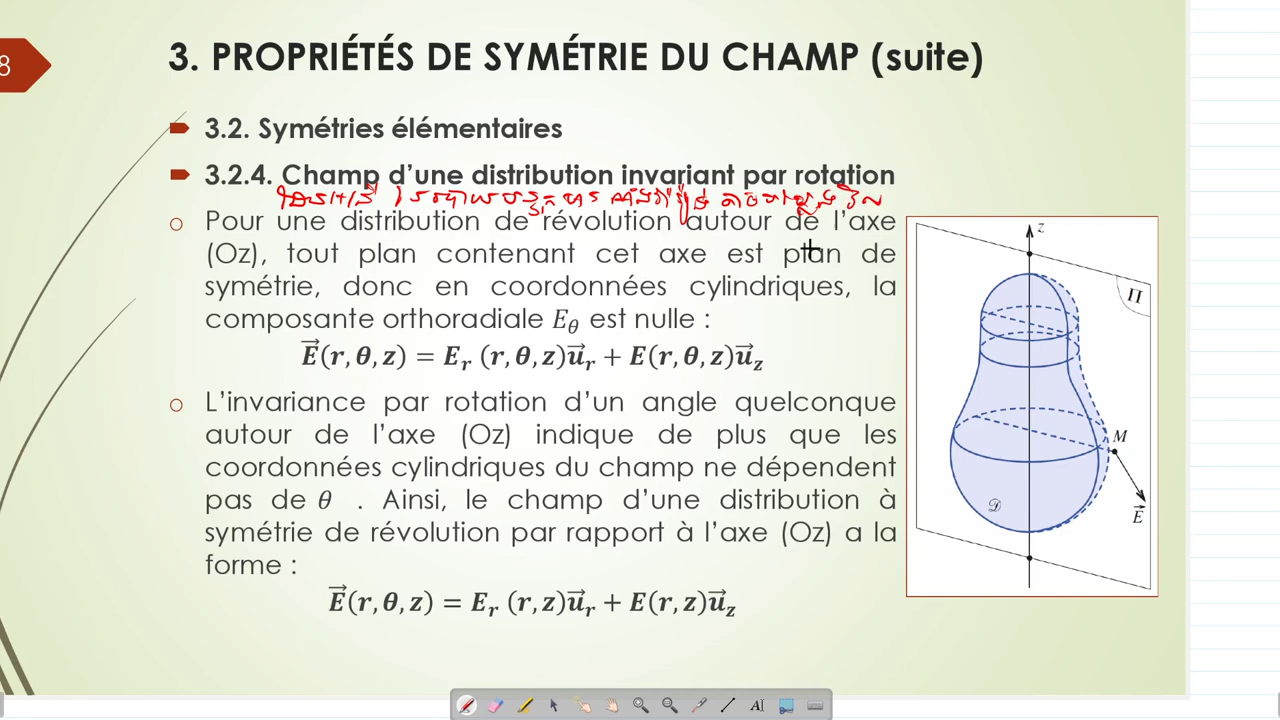 8
3. PROPRIÉTÉS DE SYMÉTRIE DU CHAMP (suite)
3.2. Symétries élémentaires
3.2.4. Champ d'une distribution invariant par rotation
o Pour une distribution de révolution autour de l'axe
(Oz), tout plan contenant cet axe est plan de
symétrie, donc en coordonnées cylindriques, la
composante orthoradiale E_θ est nulle :
E⃗(r, θ, z) = E_r (r, θ, z)u⃗_r + E(r, θ, z)u⃗_z
o L'invariance par rotation d'un angle quelconque
autour de l'axe (Oz) indique de plus que les
coordonnées cylindriques du champ ne dépendent
pas de θ . Ainsi, le champ d'une distribution à
symétrie de révolution par rapport à l'axe (Oz) a la
forme :
E⃗(r, θ, z) = E_r (r, z)u⃗_r + E(r, z)u⃗_z
z
Π
M
𝒟
E⃗
AI